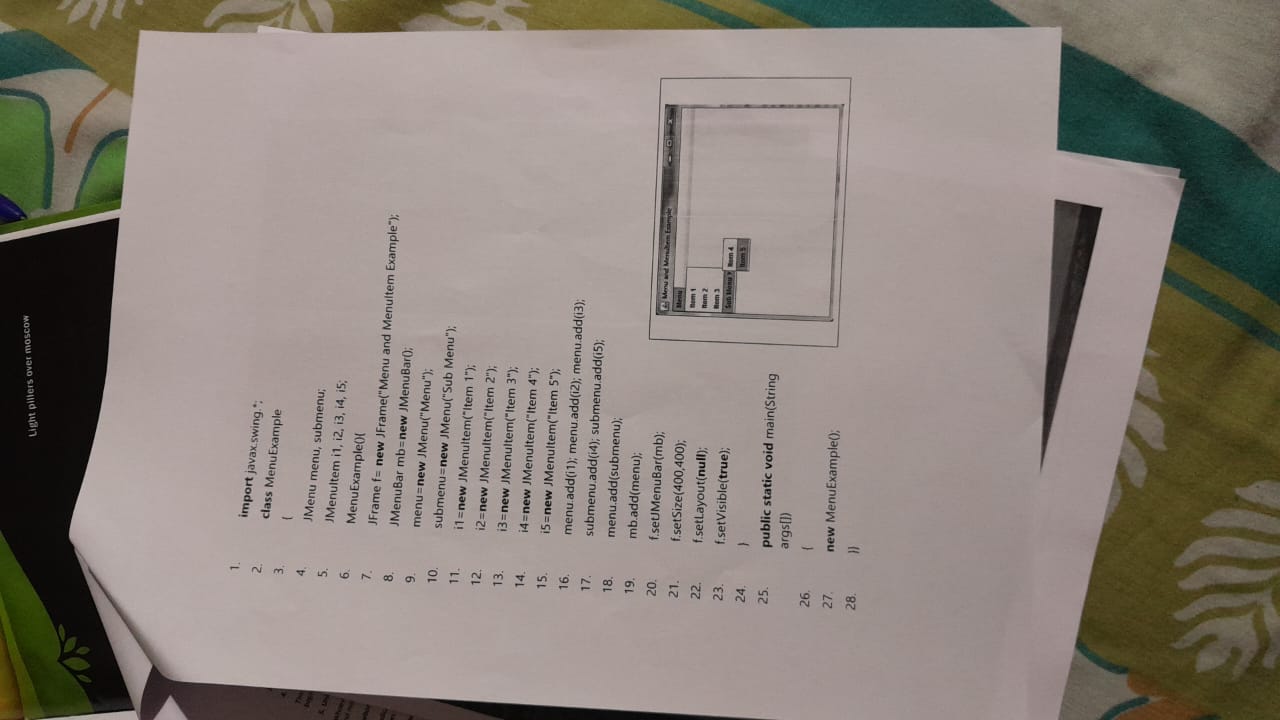 Light pillers over moscow
1. import javax.swing.*;
2. class MenuExample
3. {
4. JMenu menu, submenu;
5. JMenuItem i1, i2, i3, i4, i5;
6. MenuExample(){
7. JFrame f= new JFrame("Menu and MenuItem Example");
8. JMenuBar mb=new JMenuBar();
9. menu=new JMenu("Menu");
10. submenu=new JMenu("Sub Menu");
11. i1=new JMenuItem("Item 1");
12. i2=new JMenuItem("Item 2");
13. i3=new JMenuItem("Item 3");
14. i4=new JMenuItem("Item 4");
15. i5=new JMenuItem("Item 5");
16. menu.add(i1); menu.add(i2); menu.add(i3);
17. submenu.add(i4); submenu.add(i5);
18. menu.add(submenu);
19. mb.add(menu);
20. f.setJMenuBar(mb);
21. f.setSize(400,400);
22. f.setLayout(null);
23. f.setVisible(true);
24. }
25. public static void main(String
args[])
26. {
27. new MenuExample();
28. }}
Menu and MenuItem Example
Menu
Item 1
Item 2
Item 3
Sub Menu Item 4
Item 5